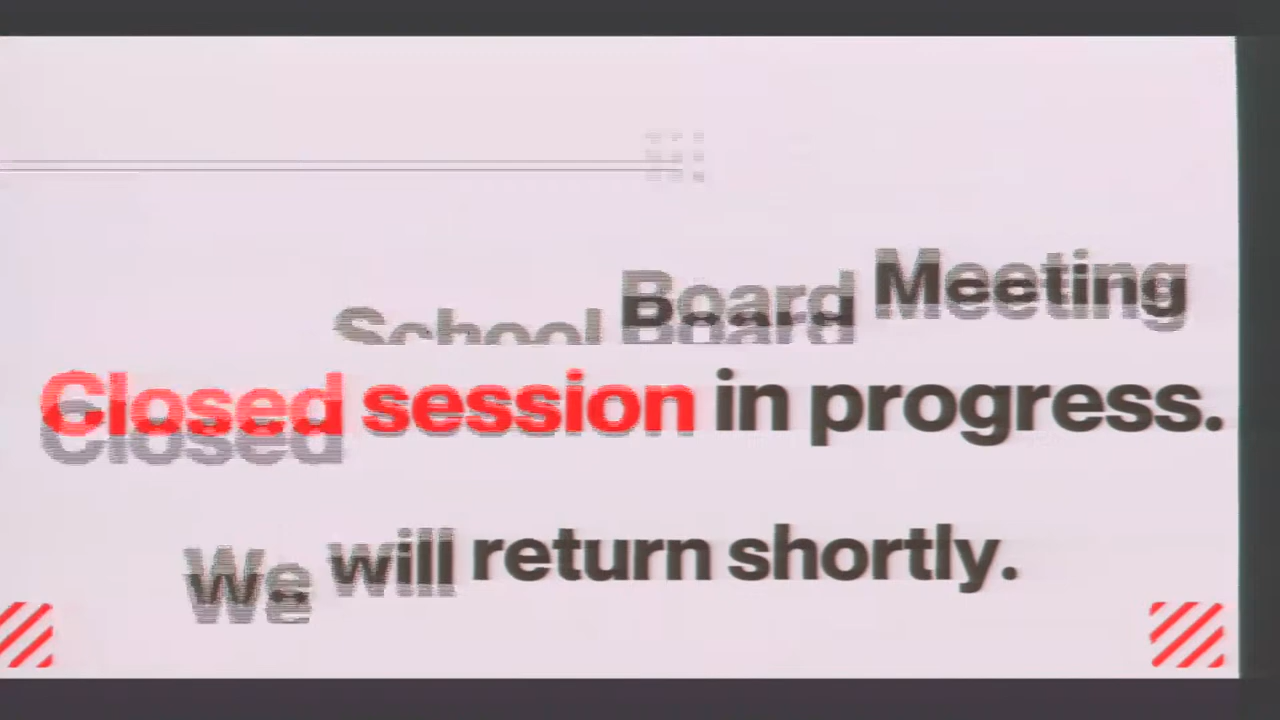 School Board Meeting
Closed session in progress.
We will return shortly.